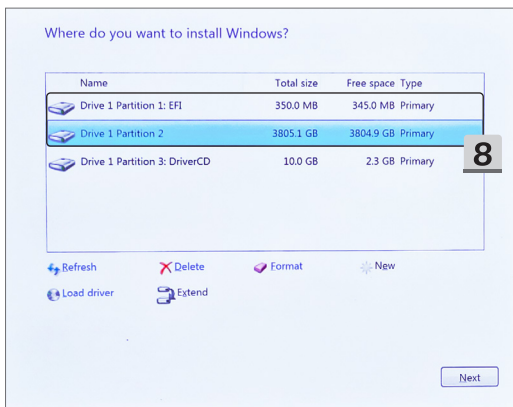 Where do you want to install Windows?
Name Total size Free space Type
Drive 1 Partition 1: EFI 350.0 MB 345.0 MB Primary
Drive 1 Partition 2 3805.1 GB 3804.9 GB Primary
Drive 1 Partition 3: DriverCD 10.0 GB 2.3 GB Primary
8
Refresh Delete Format New
Load driver Extend
Next